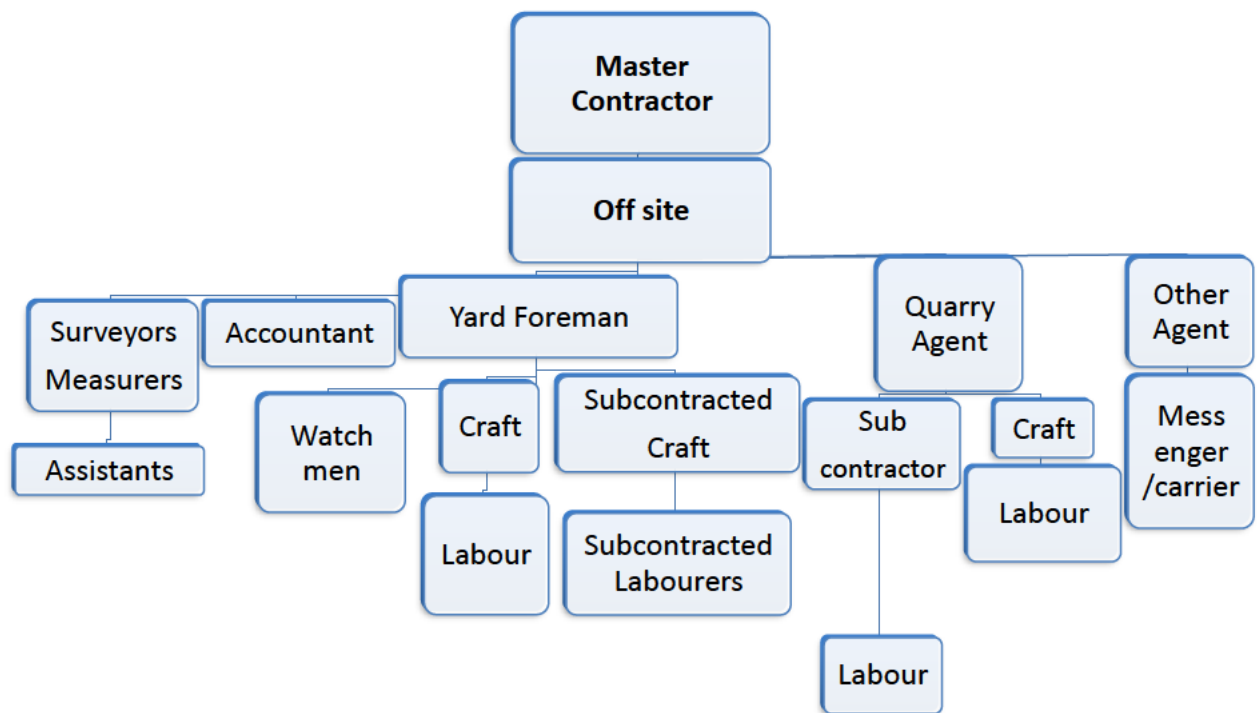 Master
Contractor
Off site
Surveyors
Measurers
Accountant
Yard Foreman
Quarry
Agent
Other
Agent
Assistants
Watch
men
Craft
Subcontracted
Craft
Sub
contractor
Craft
Mess
enger
/carrier
Labour
Subcontracted
Labourers
Labour
Labour